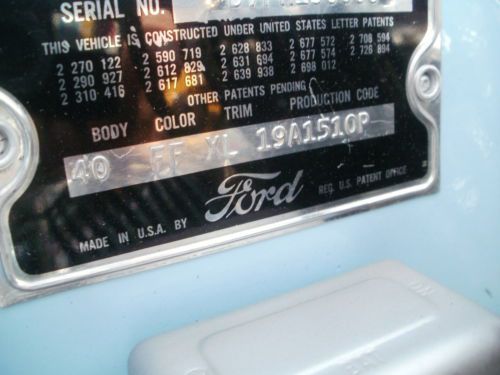 SERIAL NO.
THIS VEHICLE IS CONSTRUCTED UNDER UNITED STATES LETTER PATENTS
2 270 122 2 590 719 2 628 833 2 677 572 2 708 594
2 290 927 2 612 829 2 631 694 2 677 574 2 726 894
2 310 416 2 617 681 2 639 938 2 698 012
OTHER PATENTS PENDING
BODY COLOR TRIM PRODUCTION CODE
40 EF XL 19A1510P
MADE IN U.S.A. BY Ford REG. U.S. PATENT OFFICE